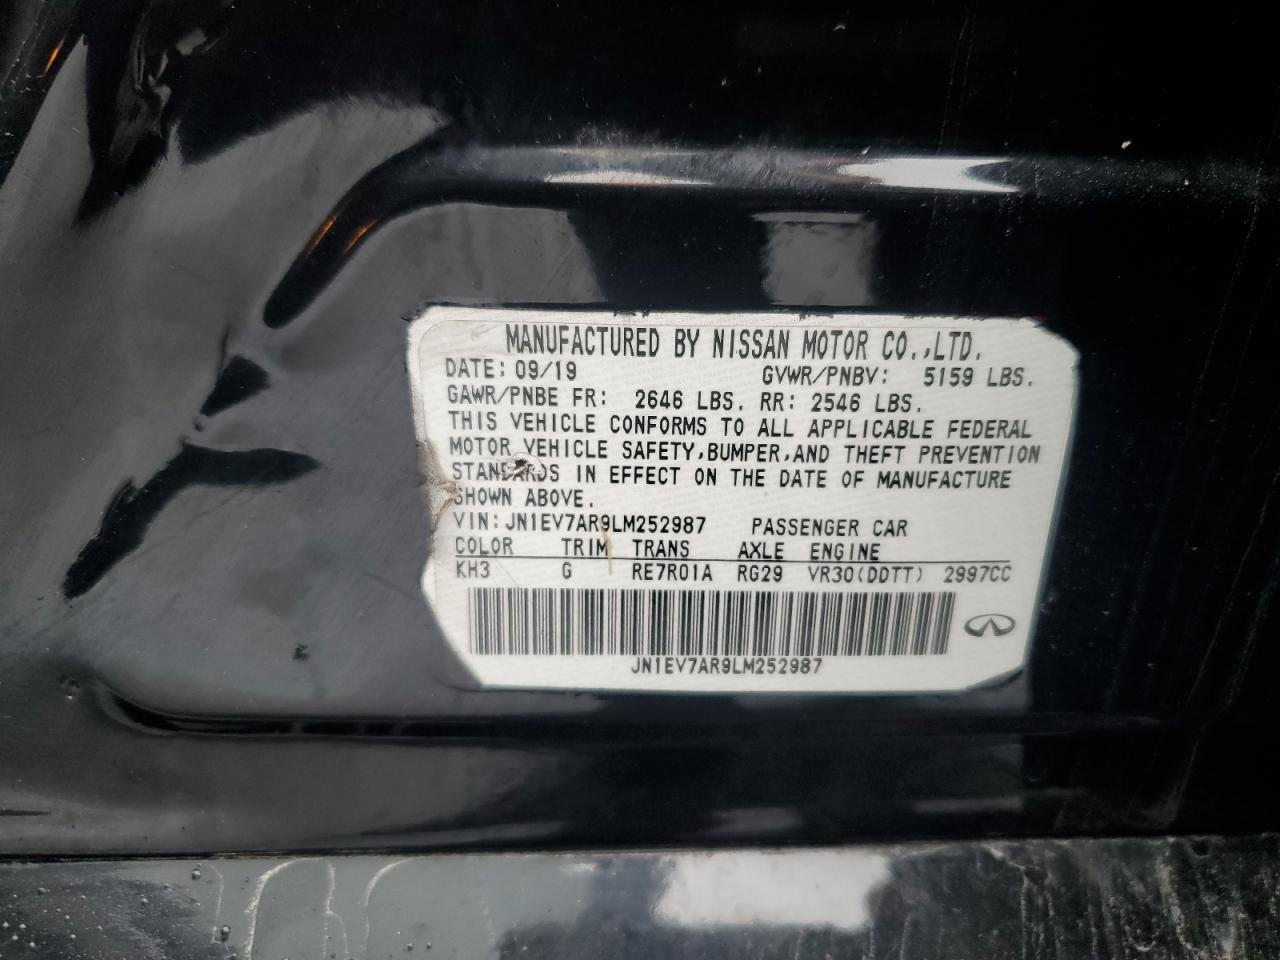 MANUFACTURED BY NISSAN MOTOR CO.,LTD.
DATE: 09/19 GVWR/PNBV: 5159 LBS.
GAWR/PNBE FR: 2646 LBS. RR: 2546 LBS.
THIS VEHICLE CONFORMS TO ALL APPLICABLE FEDERAL
MOTOR VEHICLE SAFETY,BUMPER,AND THEFT PREVENTION
STANDARDS IN EFFECT ON THE DATE OF MANUFACTURE
SHOWN ABOVE.
VIN:JN1EV7AR9LM252987 PASSENGER CAR
COLOR TRIM TRANS AXLE ENGINE
KH3 G RE7R01A RG29 VR30(DDTT) 2997CC
JN1EV7AR9LM252987